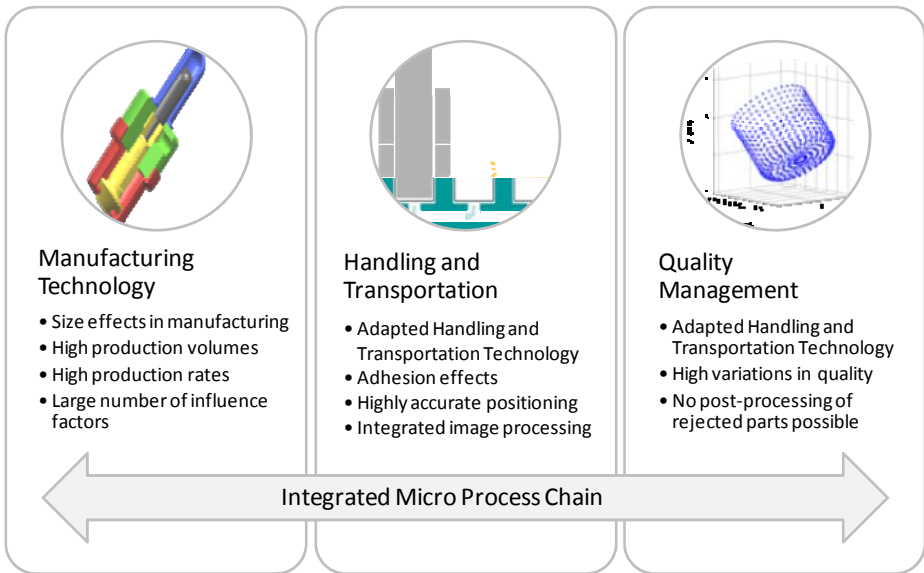 Manufacturing
Technology
• Size effects in manufacturing
• High production volumes
• High production rates
• Large number of influence
factors
Handling and
Transportation
• Adapted Handling and
Transportation Technology
• Adhesion effects
• Highly accurate positioning
• Integrated image processing
Quality
Management
• Adapted Handling and
Transportation Technology
• High variations in quality
• No post-processing of
rejected parts possible
Integrated Micro Process Chain